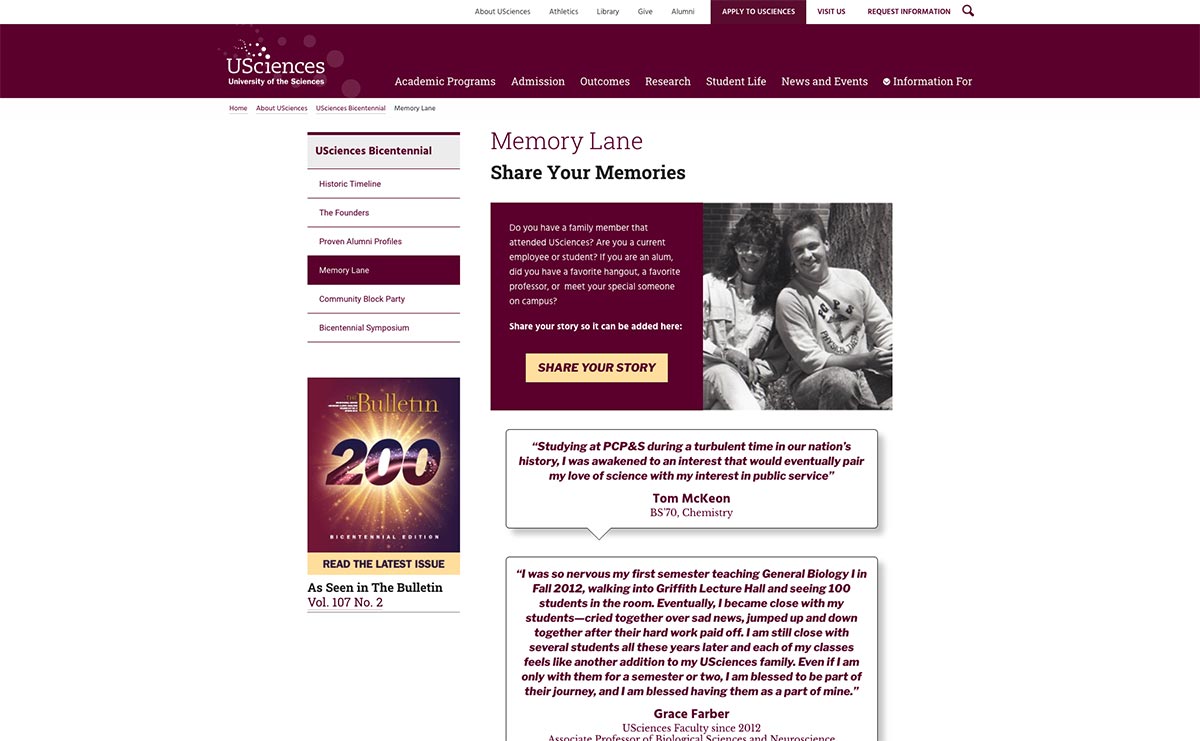 About USciences Athletics Library Give Alumni APPLY TO USCIENCES VISIT US REQUEST INFORMATION
USciences
University of the Sciences
Academic Programs Admission Outcomes Research Student Life News and Events Information For
Home About USciences USciences Bicentennial Memory Lane
USciences Bicentennial
Historic Timeline
The Founders
Proven Alumni Profiles
Memory Lane
Community Block Party
Bicentennial Symposium
THE
Bulletin
200
BICENTENNIAL EDITION
READ THE LATEST ISSUE
As Seen in The Bulletin
Vol. 107 No. 2
Memory Lane
Share Your Memories
Do you have a family member that
attended USciences? Are you a current
employee or student? If you are an alum,
did you have a favorite hangout, a favorite
professor, or meet your special someone
on campus?
Share your story so it can be added here:
SHARE YOUR STORY
PCP&S
“Studying at PCP&S during a turbulent time in our nation’s
history, I was awakened to an interest that would eventually pair
my love of science with my interest in public service”
Tom McKeon
BS'70, Chemistry
“I was so nervous my first semester teaching General Biology I in
Fall 2012, walking into Griffith Lecture Hall and seeing 100
students in the room. Eventually, I became close with my
students—cried together over sad news, jumped up and down
together after their hard work paid off. I am still close with
several students all these years later and each of my classes
feels like another addition to my USciences family. Even if I am
only with them for a semester or two, I am blessed to be part of
their journey, and I am blessed having them as a part of mine.”
Grace Farber
USciences Faculty since 2012
Associate Professor of Biological Sciences and Neuroscience